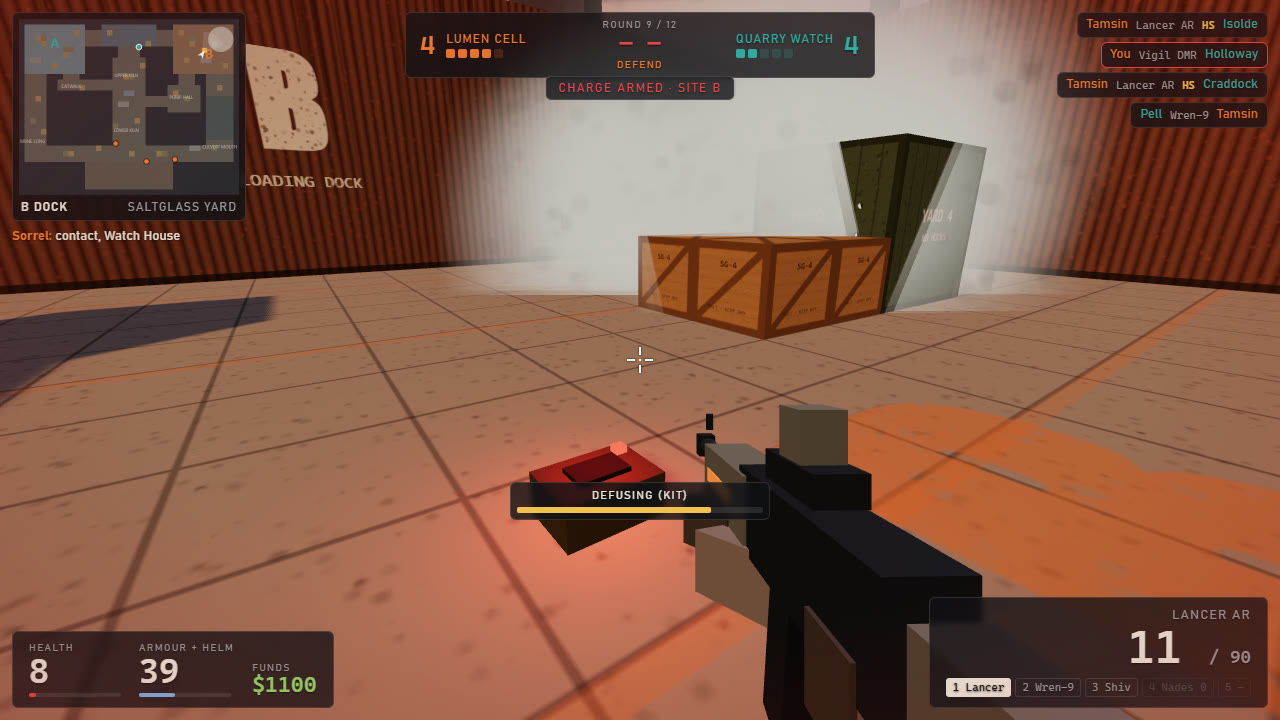 A
B
CATWALK
B DOCK
SALTGLASS YARD
Sorrel: contact, Watch House
B
LOADING DOCK
ROUND 9 / 12
4 LUMEN CELL
— —
QUARRY WATCH 4
DEFEND
CHARGE ARMED · SITE B
Tamsin Lancer AR HS Isolde
You Vigil DMR Holloway
Tamsin Lancer AR HS Craddock
Pell Wren-9 Tamsin
YARD 4
SG-4
SG-4
SG-4
SG-4
DEFUSING (KIT)
HEALTH
8
ARMOUR + HELM
39
FUNDS
$1100
LANCER AR
11 / 90
1 Lancer
2 Wren-9
3 Shiv
4 Nades 0
5 —